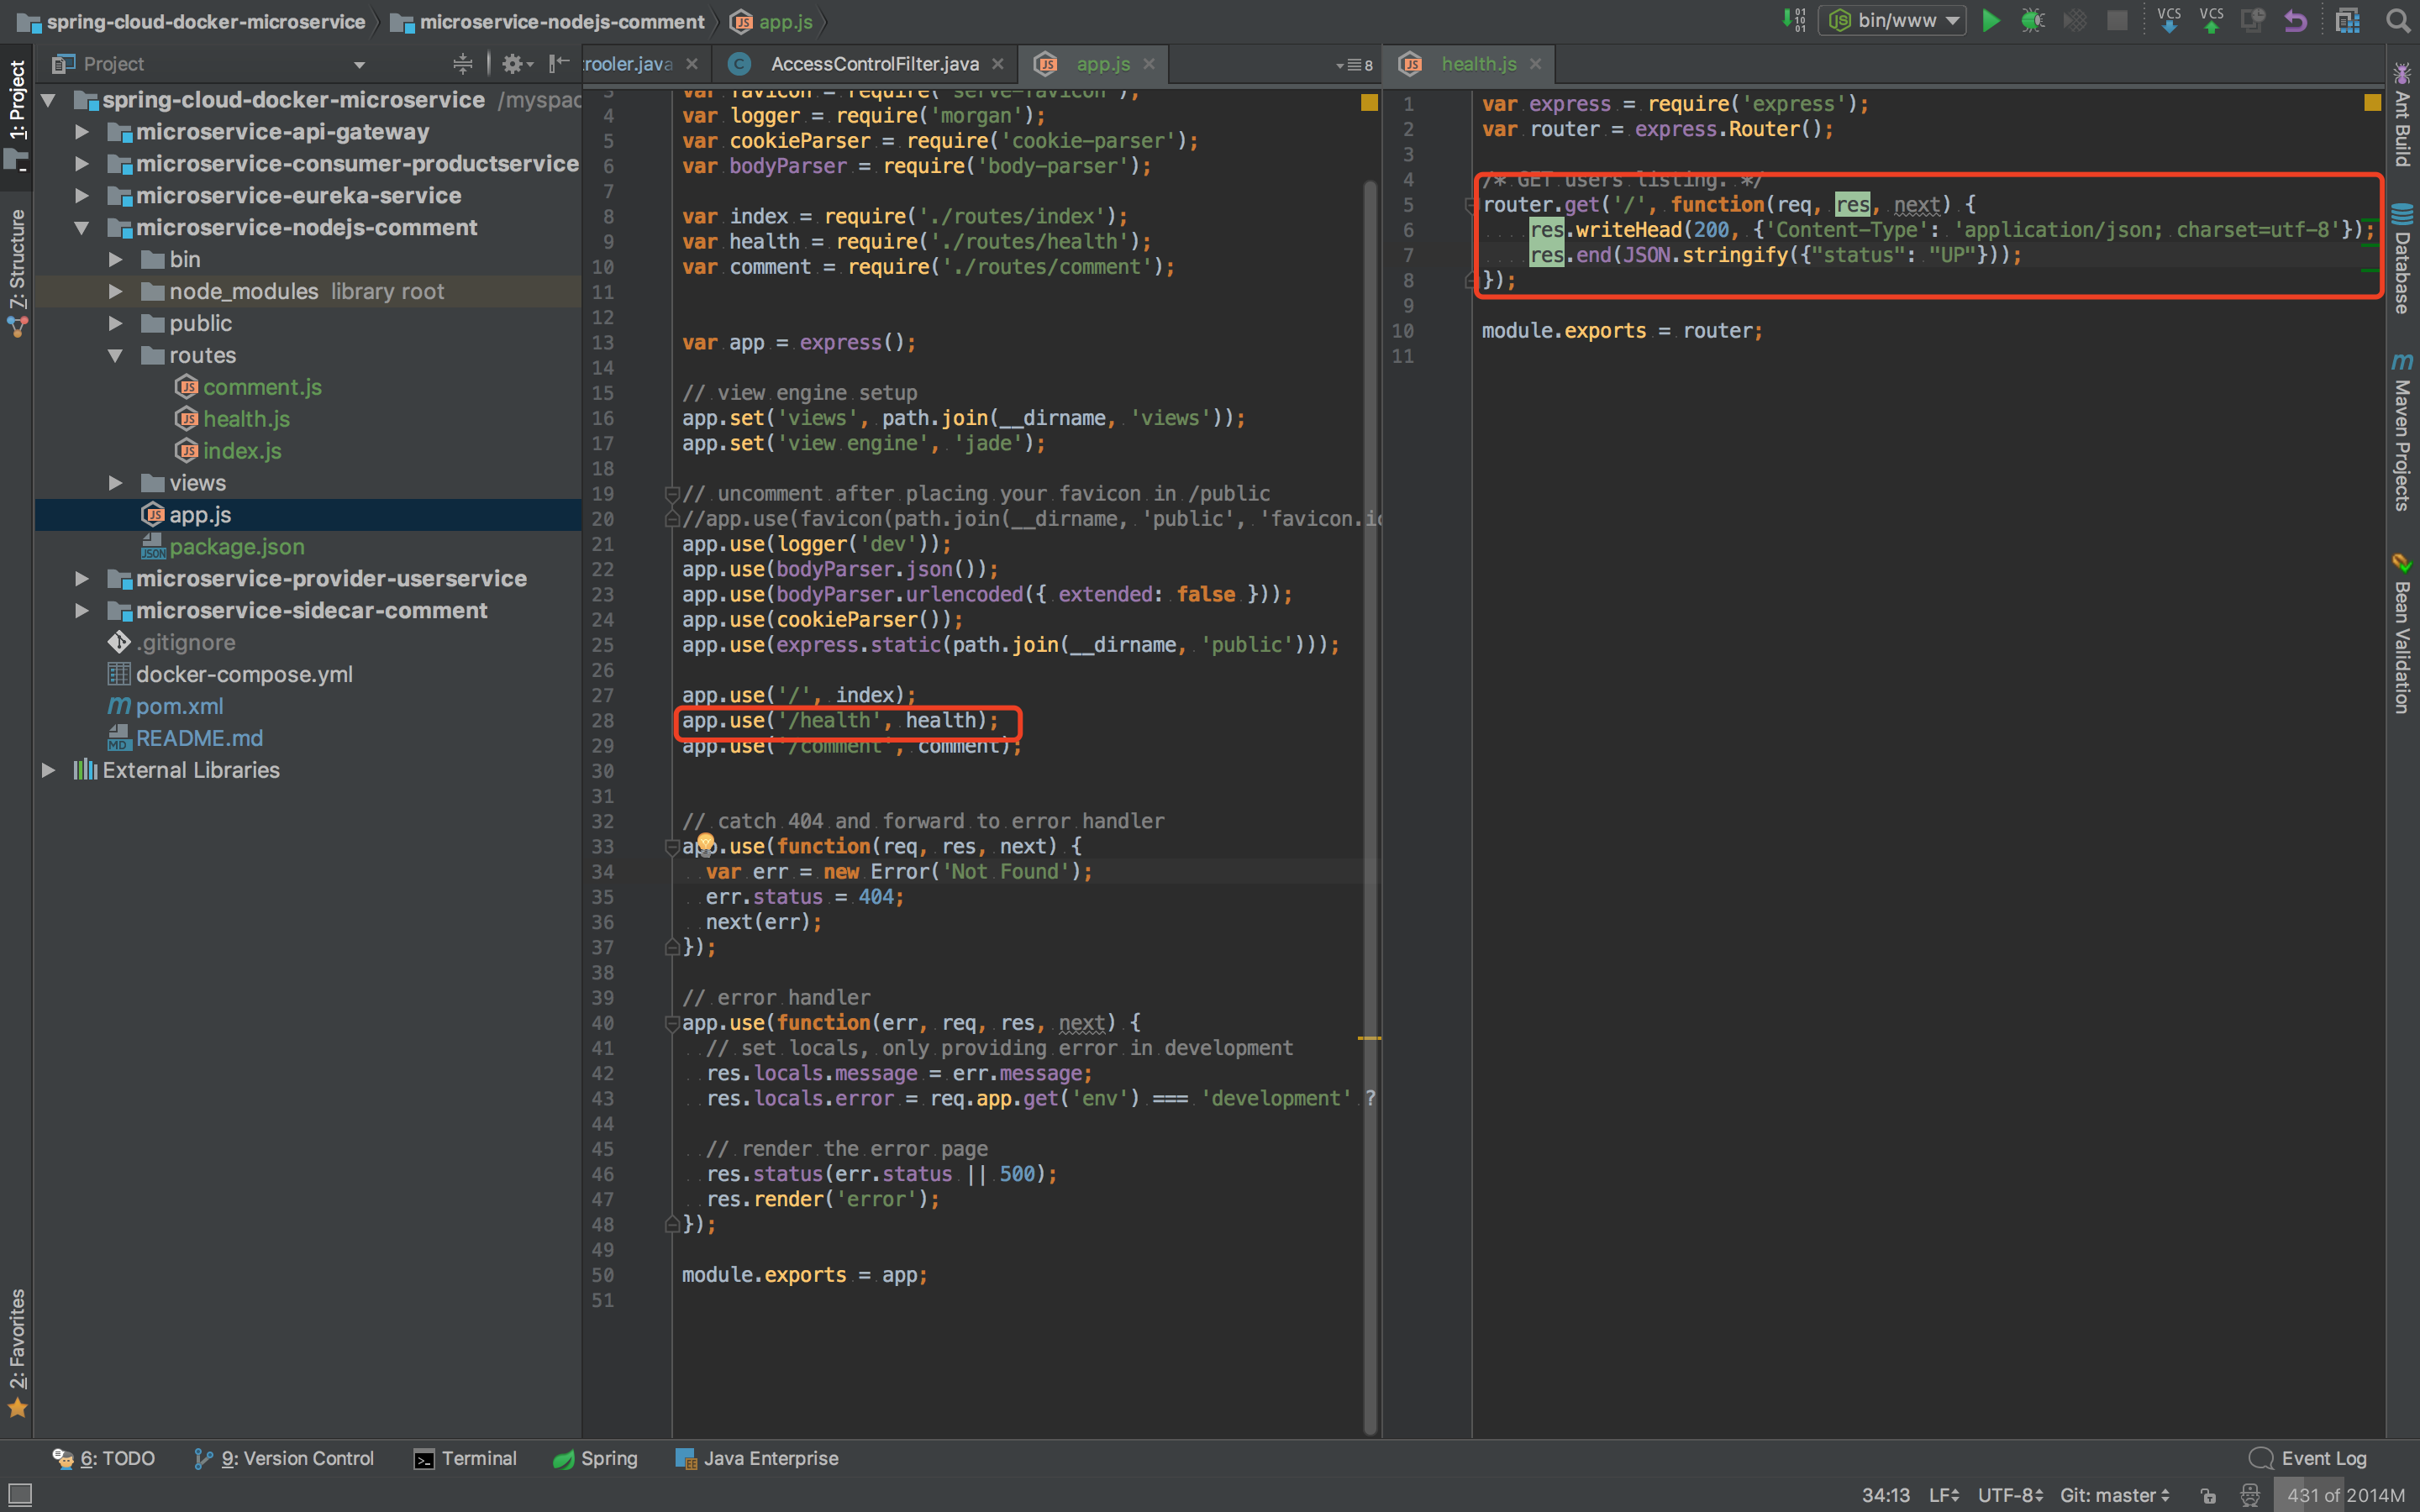 spring-cloud-docker-microservice microservice-nodejs-comment app.js
bin/www
VCS VCS
Project
rooler.java
AccessControlFilter.java
app.js
8
health.js
1: Project
7: Structure
2: Favorites
spring-cloud-docker-microservice /myspac
microservice-api-gateway
microservice-consumer-productservice
microservice-eureka-service
microservice-nodejs-comment
bin
node_modules library root
public
routes
comment.js
health.js
index.js
views
app.js
package.json
microservice-provider-userservice
microservice-sidecar-comment
.gitignore
docker-compose.yml
pom.xml
README.md
External Libraries
3 var favicon = require('serve-favicon');
4 var logger = require('morgan');
5 var cookieParser = require('cookie-parser');
6 var bodyParser = require('body-parser');
7
8 var index = require('./routes/index');
9 var health = require('./routes/health');
10 var comment = require('./routes/comment');
11
12
13 var app = express();
14
15 // view engine setup
16 app.set('views', path.join(__dirname, 'views'));
17 app.set('view engine', 'jade');
18
19 // uncomment after placing your favicon in /public
20 //app.use(favicon(path.join(__dirname, 'public', 'favicon.ic
21 app.use(logger('dev'));
22 app.use(bodyParser.json());
23 app.use(bodyParser.urlencoded({ extended: false }));
24 app.use(cookieParser());
25 app.use(express.static(path.join(__dirname, 'public')));
26
27 app.use('/', index);
28 app.use('/health', health);
29 app.use('/comment', comment);
30
31
32 // catch 404 and forward to error handler
33 app.use(function(req, res, next) {
34 var err = new Error('Not Found');
35 err.status = 404;
36 next(err);
37 });
38
39 // error handler
40 app.use(function(err, req, res, next) {
41 // set locals, only providing error in development
42 res.locals.message = err.message;
43 res.locals.error = req.app.get('env') === 'development' ?
44
45 // render the error page
46 res.status(err.status || 500);
47 res.render('error');
48 });
49
50 module.exports = app;
51
1 var express = require('express');
2 var router = express.Router();
3
4 /* GET users listing. */
5 router.get('/', function(req, res, next) {
6 res.writeHead(200, {'Content-Type': 'application/json; charset=utf-8'});
7 res.end(JSON.stringify({"status": "UP"}));
8 });
9
10 module.exports = router;
11
Ant Build
Database
Maven Projects
Bean Validation
6: TODO
9: Version Control
Terminal
Spring
Java Enterprise
Event Log
34:13 LF UTF-8 Git: master 431 of 2014M